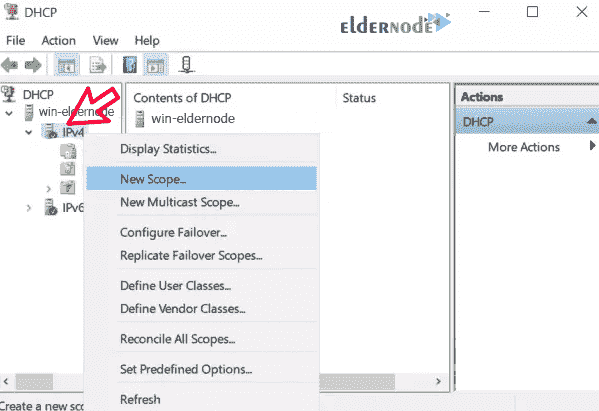 DHCP
ELDERNODE
File Action View Help
DHCP
win-eldernode
IPv4
IPv6
Contents of DHCP Status
win-eldernode
Display Statistics...
New Scope...
New Multicast Scope...
Configure Failover...
Replicate Failover Scopes...
Define User Classes...
Define Vendor Classes...
Reconcile All Scopes...
Set Predefined Options...
Refresh
Actions
DHCP
More Actions
Create a new sco